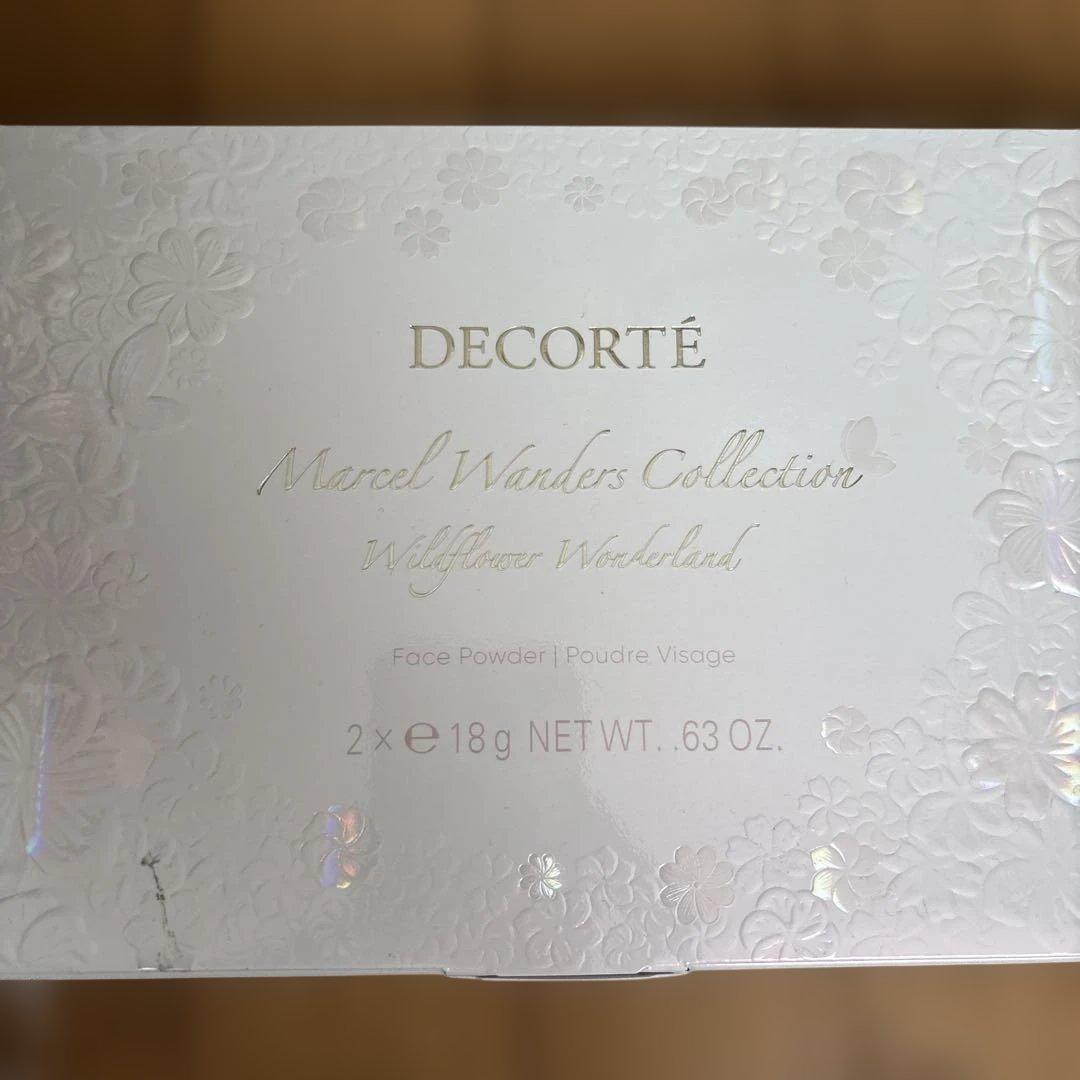 DECORTÉ
Marcel Wanders Collection
Wildflower Wonderland
Face Powder | Poudre Visage
2 × ℮ 18 g NET WT. .63 OZ.